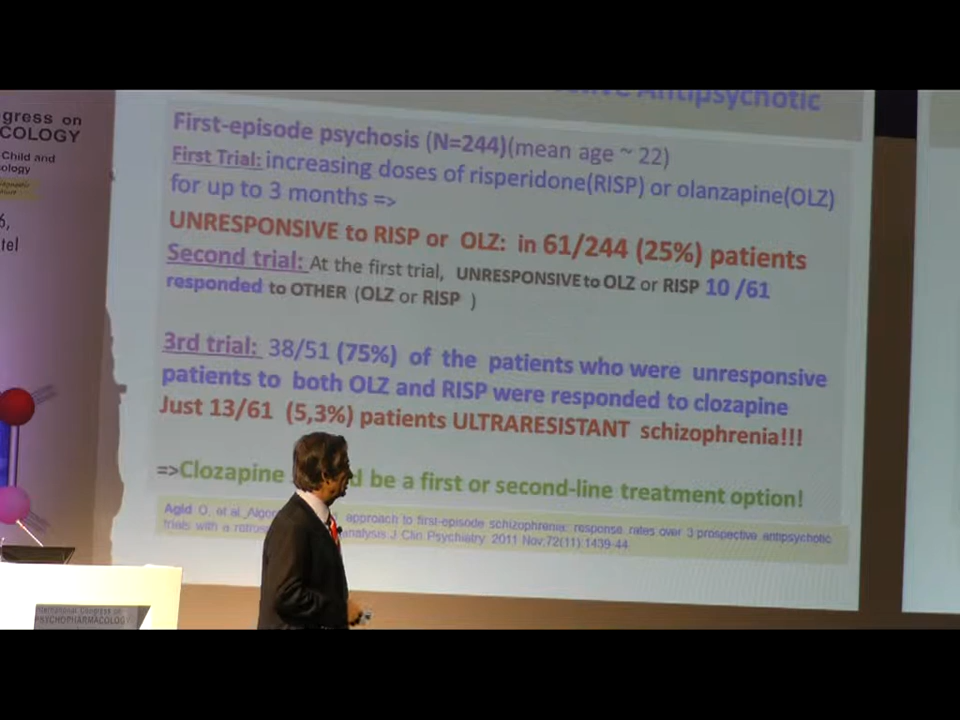 Antipsychotic
First-episode psychosis (N=244)(mean age ~ 22)
First Trial: increasing doses of risperidone(RISP) or olanzapine(OLZ)
for up to 3 months =>
UNRESPONSIVE to RISP or OLZ: in 61/244 (25%) patients
Second trial: At the first trial, UNRESPONSIVE to OLZ or RISP 10 /61
responded to OTHER (OLZ or RISP )
3rd trial: 38/51 (75%) of the patients who were unresponsive
patients to both OLZ and RISP were responded to clozapine
Just 13/61 (5,3%) patients ULTRARESISTANT schizophrenia!!!
=>Clozapine be a first or second-line treatment option!
Agid O, et al. approach to first-episode schizophrenia: response rates over 3 prospective antipsychotic
trials with a analysis J Clin Psychiatry. 2011 Nov;72(11):1439-44
gress on
COLOGY
Child and
ology
6,
tel
International Congress on
PSYCHOPHARMACOLOGY